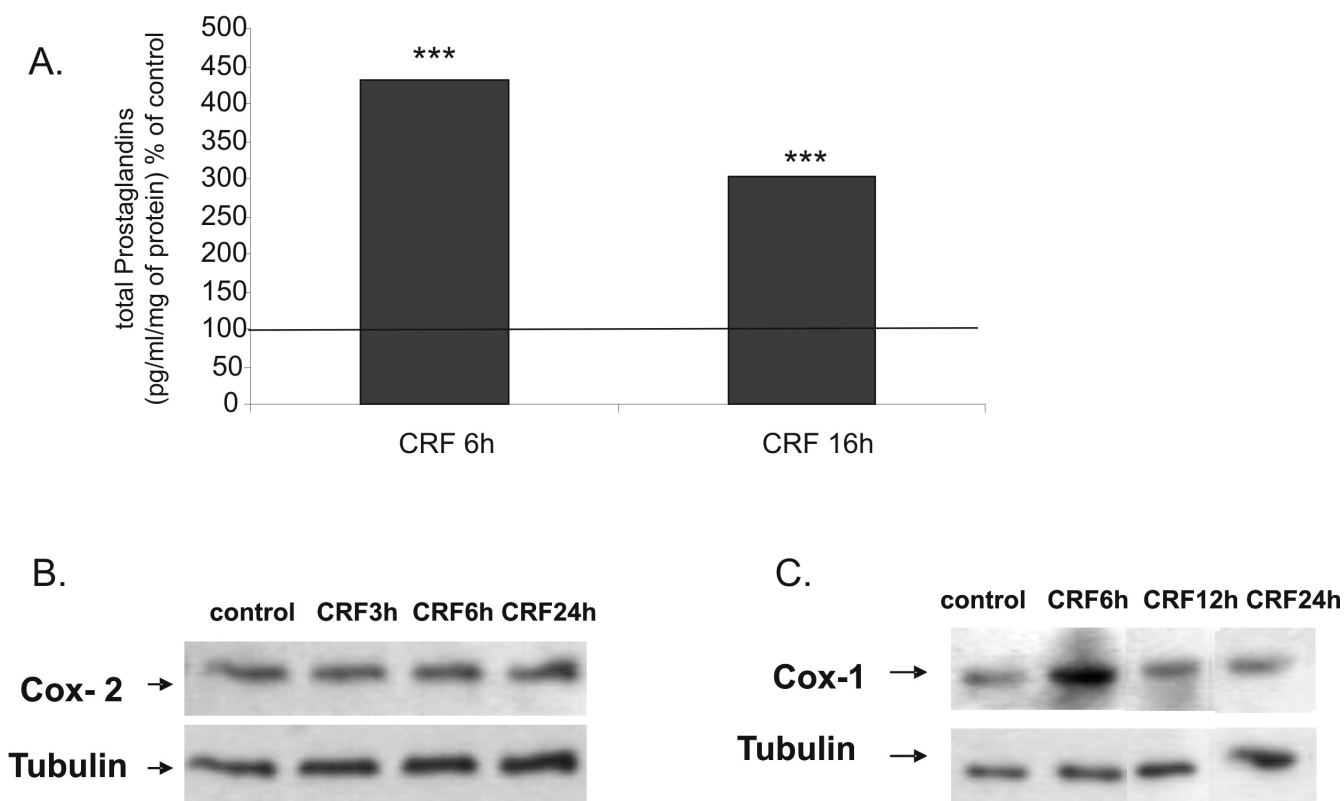 A.
total Prostaglandins
(pg/ml/mg of protein) % of control
500
450
400
350
300
250
200
150
100
50
0
***
***
CRF 6h
CRF 16h
B.
control CRF3h CRF6h CRF24h
Cox- 2
Tubulin
C.
control CRF6h CRF12h CRF24h
Cox-1
Tubulin